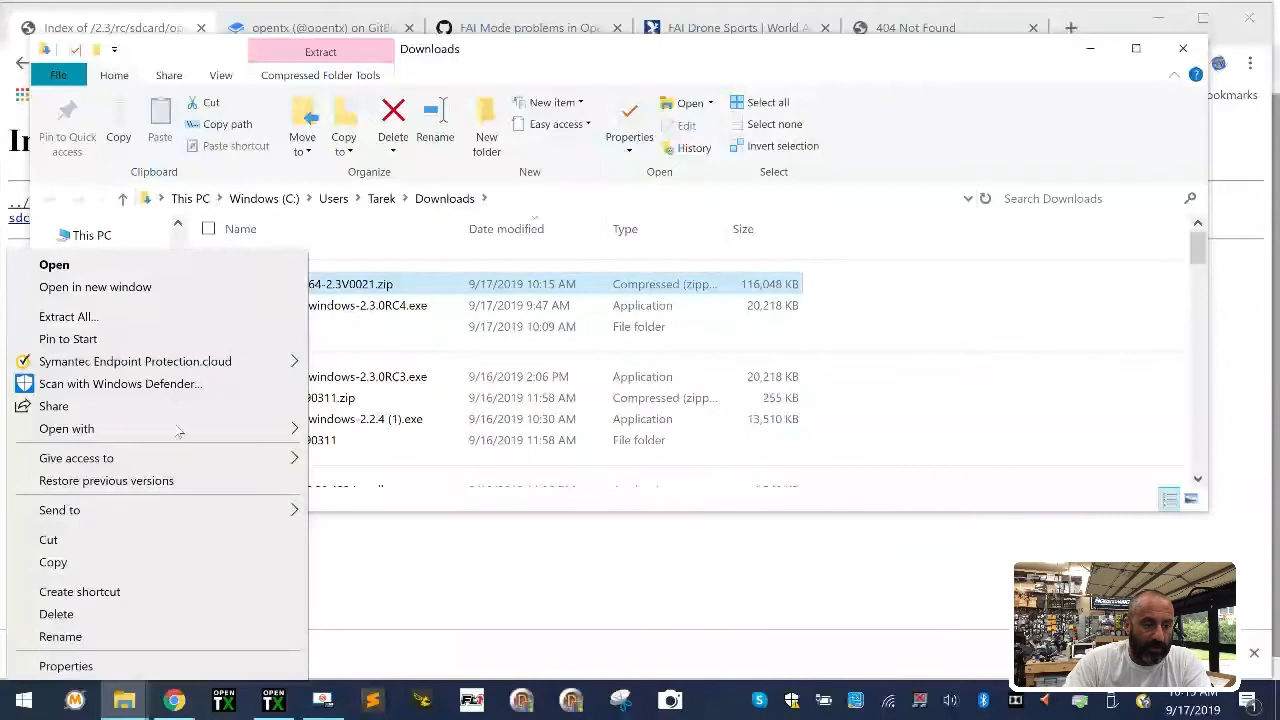 Index of /2.3/rc/sdcard/op
opentx (@opentx) on GitB
FAI Mode problems in Ope
FAI Drone Sports | World A
404 Not Found
Extract
Downloads
File
Home
Share
View
Compressed Folder Tools
ookmarks
Pin to Quick access
Copy
Paste
Cut
Copy path
Paste shortcut
Clipboard
Move to
Copy to
Delete
Rename
Organize
New folder
New item
Easy access
New
Properties
Open
Edit
History
Open
Select all
Select none
Invert selection
Select
In
../
sdc
This PC
Windows (C:)
Users
Tarek
Downloads
Search Downloads
This PC
Name
Date modified
Type
Size
64-2.3V0021.zip 9/17/2019 10:15 AM Compressed (zipp... 116,048 KB
windows-2.3.0RC4.exe 9/17/2019 9:47 AM Application 20,218 KB
9/17/2019 10:09 AM File folder
windows-2.3.0RC3.exe 9/16/2019 2:06 PM Application 20,218 KB
90311.zip 9/16/2019 11:58 AM Compressed (zipp... 255 KB
windows-2.2.4 (1).exe 9/16/2019 10:30 AM Application 13,510 KB
90311 9/16/2019 11:58 AM File folder
Open
Open in new window
Extract All...
Pin to Start
Symantec Endpoint Protection.cloud
Scan with Windows Defender...
Share
Open with
Give access to
Restore previous versions
Send to
Cut
Copy
Create shortcut
Delete
Rename
Properties
OPEN TX
OPEN TX
10:19 AM
9/17/2019